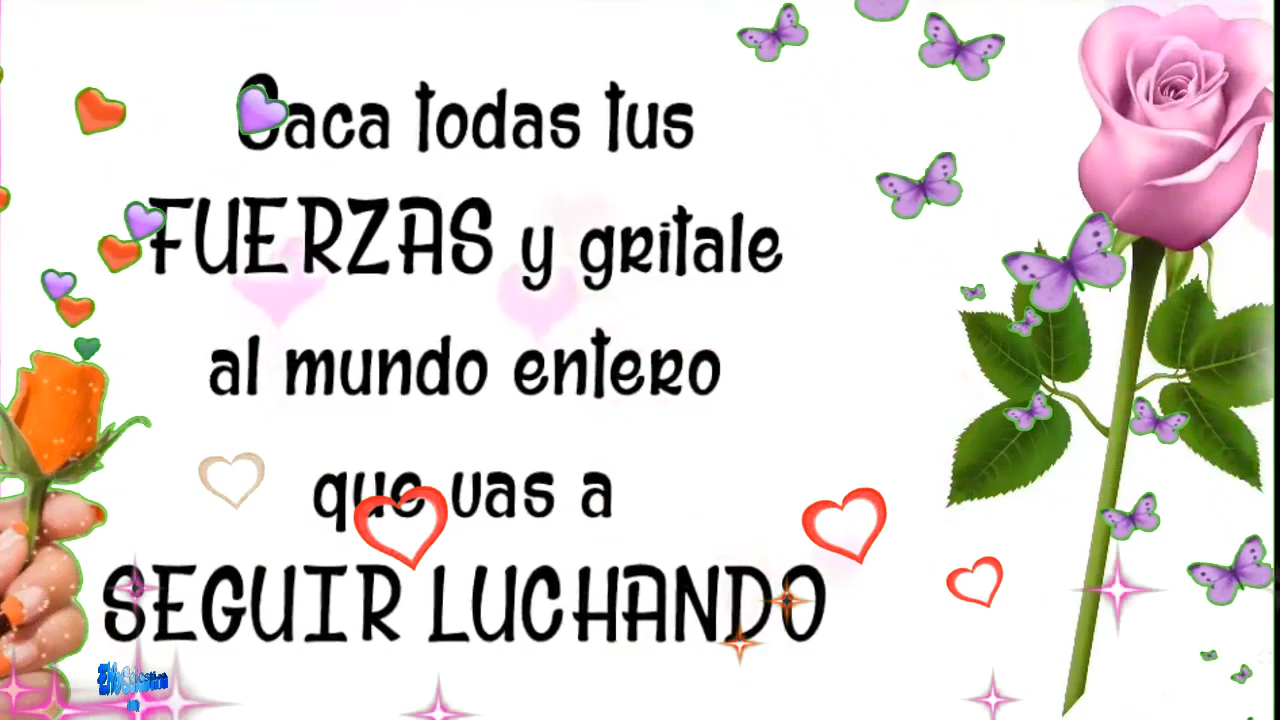 Saca todas tus
FUERZAS y gritale
al mundo entero
que vas a
SEGUIR LUCHANDO